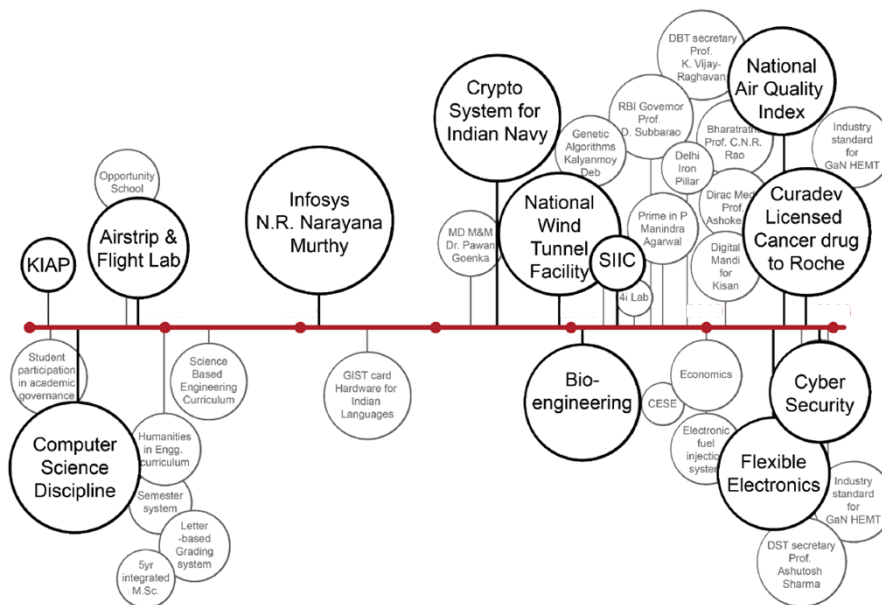 DBT secretary
Prof.
K. Vijay-
Raghavan
National
Air Quality
Index
Crypto
System for
Indian Navy
RBI Governor
Prof.
D. Subbarao
Genetic
Algorithms
Kalyanmoy
Deb
Bharatratna
Prof. C.N.R.
Rao
Industry
standard
for
GaN HEMT
Opportunity
School
Delhi
Iron
Pillar
Infosys
N.R. Narayana
Murthy
Dirac Med
Prof.
Ashoke
Curadev
Licensed
Cancer drug
to Roche
Airstrip &
Flight Lab
KIAP
MD M&M
Dr. Pawan
Goenka
National
Wind
Tunnel
Facility
SIIC
Prime in P
Manindra
Agarwal
Digital
Mandi
for
Kisan
4i Lab
Student
participation
in academic
governance
Science
Based
Engineering
Curriculum
GIST card
Hardware for
Indian
Languages
Bio-
engineering
CESE
Economics
Cyber
Security
Computer
Science
Discipline
Humanities
in Engg.
curriculum
Semester
system
Letter
-based
Grading
system
5yr
integrated
M.Sc.
Electronic
fuel
injection
system
Flexible
Electronics
Industry
standard for
GaN HEMT
DST secretary
Prof.
Ashutosh
Sharma